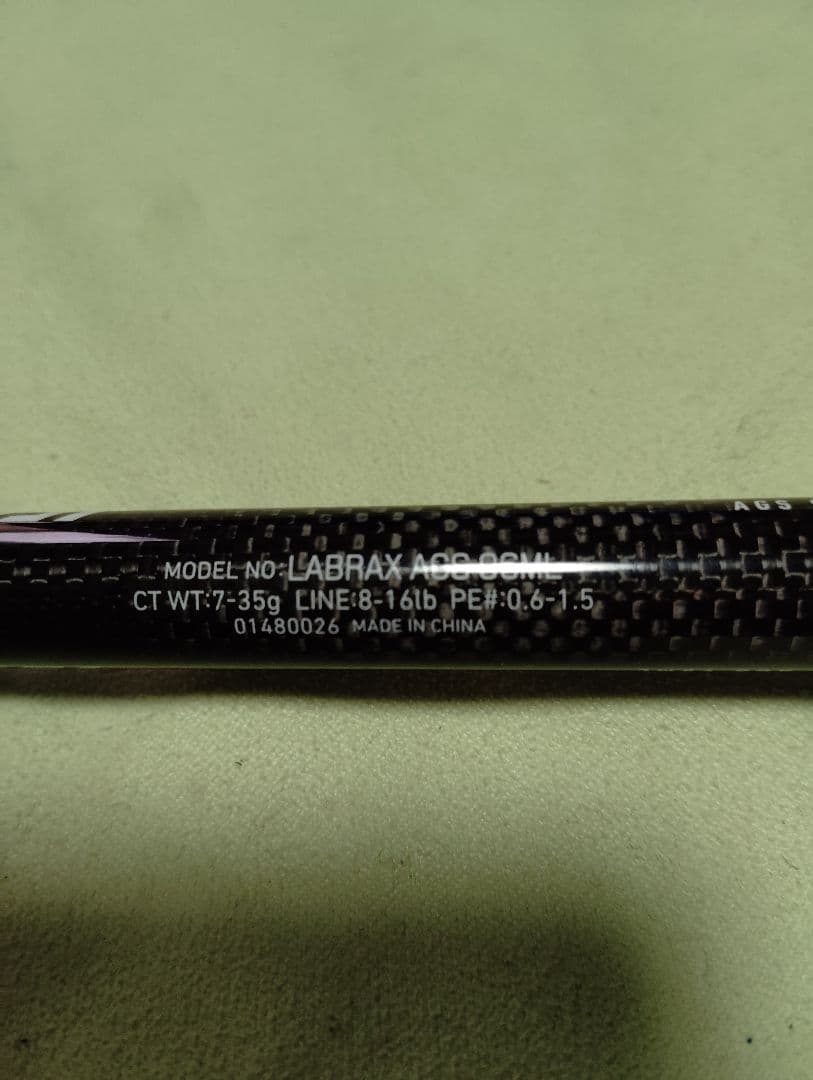 AGS
MODEL NO:LABRAX
CT WT:7-35g LINE:8-16lb PE#:0.6-1.5
01480026 MADE IN CHINA